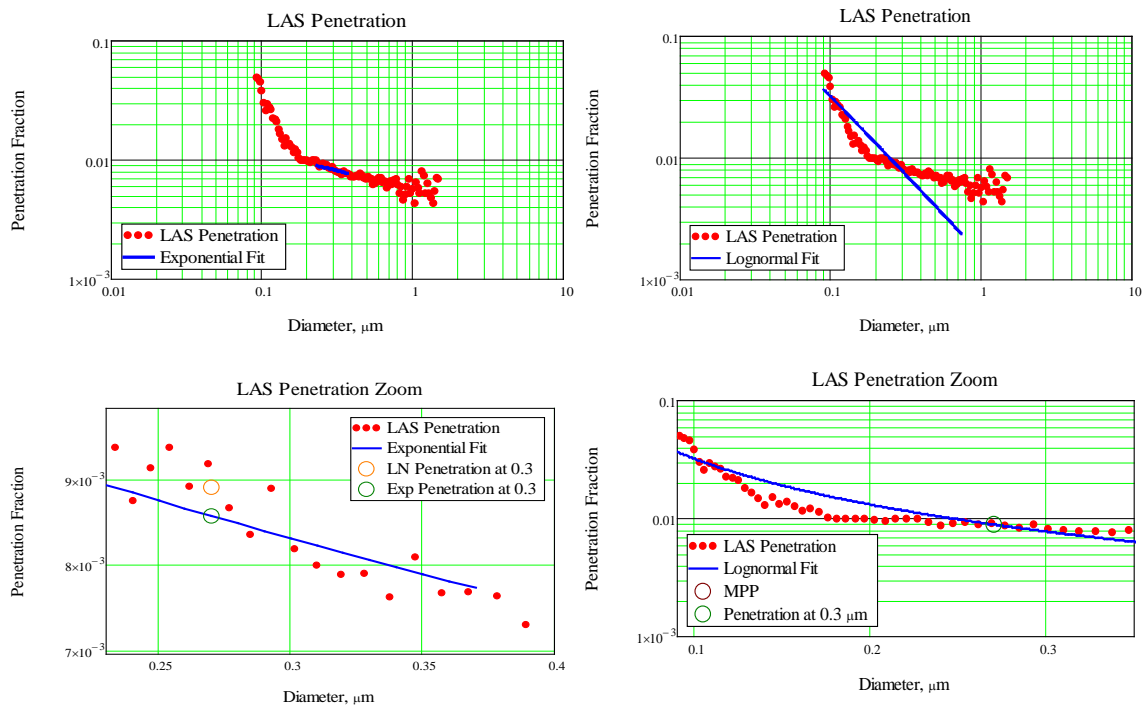 LAS Penetration
0.1
0.01
1×10⁻³
0.01
0.1
1
10
Penetration Fraction
Diameter, μm
LAS Penetration
Exponential Fit
LAS Penetration
0.1
0.01
1×10⁻³
0.01
0.1
1
10
Penetration Fraction
Diameter, μm
LAS Penetration
Lognormal Fit
LAS Penetration Zoom
9×10⁻³
8×10⁻³
7×10⁻³
0.25
0.3
0.35
0.4
Penetration Fraction
Diameter, μm
LAS Penetration
Exponential Fit
LN Penetration at 0.3
Exp Penetration at 0.3
LAS Penetration Zoom
0.1
0.01
1×10⁻³
0.1
0.2
0.3
Penetration Fraction
Diameter, μm
LAS Penetration
Lognormal Fit
MPP
Penetration at 0.3 μm